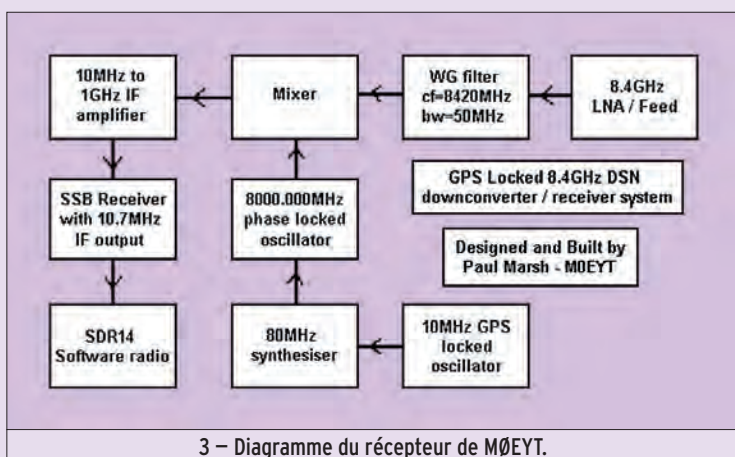 10MHz to
1GHz IF
amplifier
Mixer
WG filter
cf=8420MHz
bw=50MHz
8.4GHz
LNA / Feed
SSB Receiver
with 10.7MHz
IF output
8000.000MHz
phase locked
oscillator
GPS Locked 8.4GHz DSN
downconverter / receiver system
Designed and Built by
Paul Marsh - M0EYT
SDR14
Software radio
80MHz
synthesiser
10MHz GPS
locked
oscillator
3 – Diagramme du récepteur de MØEYT.